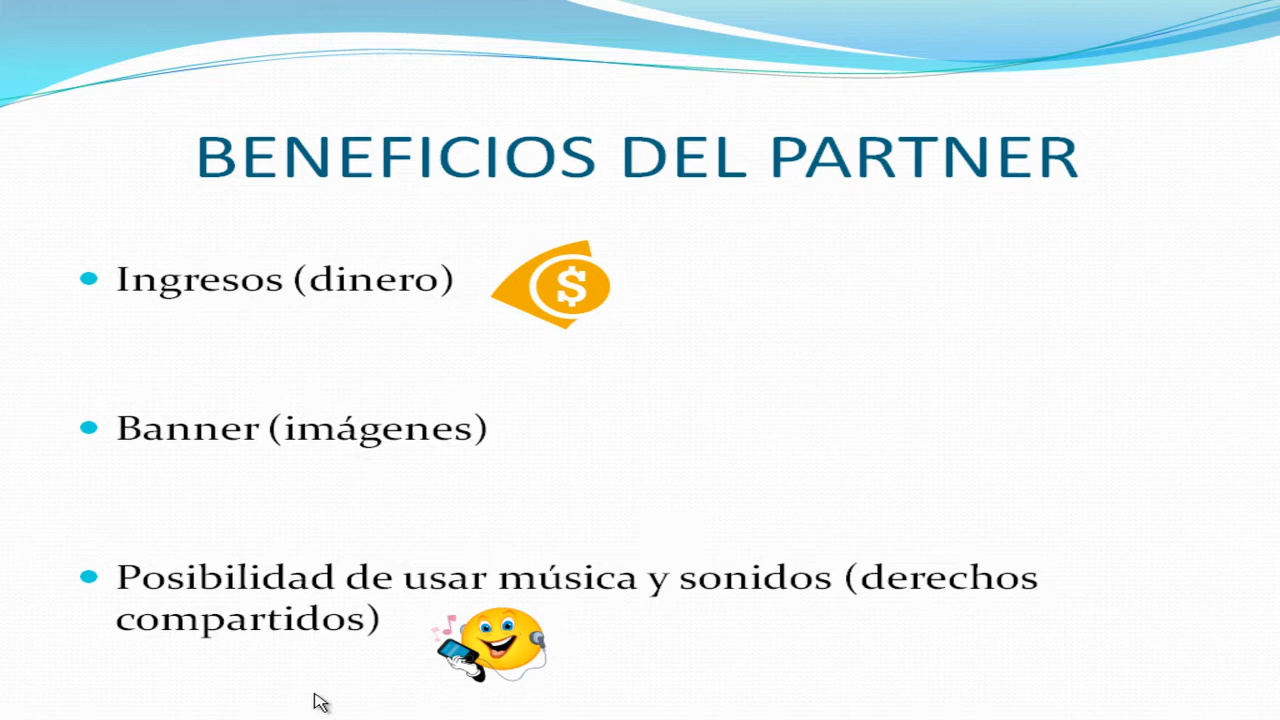 BENEFICIOS DEL PARTNER
Ingresos (dinero)
$
Banner (imágenes)
Posibilidad de usar música y sonidos (derechos
compartidos)